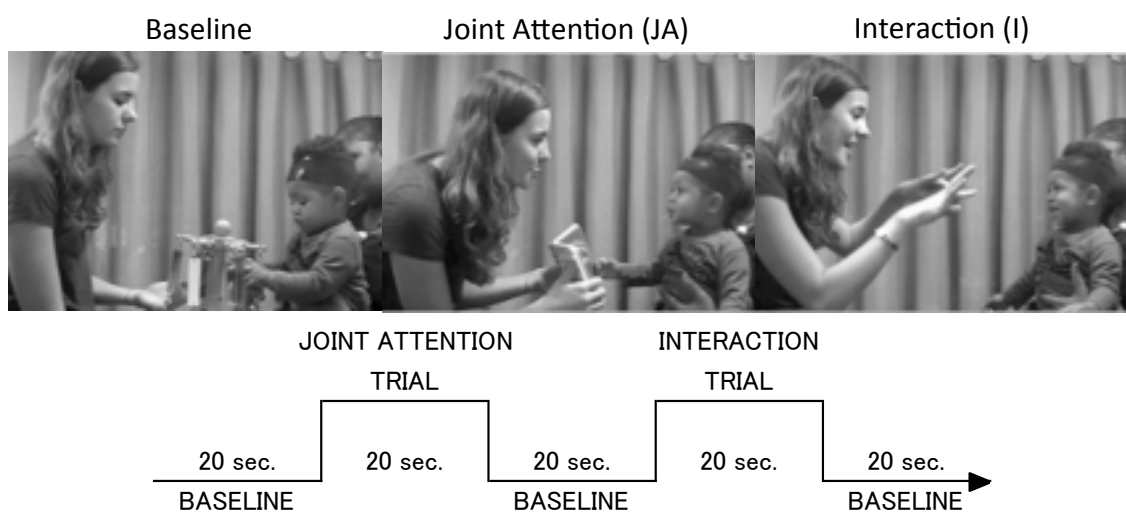 Baseline
Joint Attention (JA)
Interaction (I)
JOINT ATTENTION
INTERACTION
TRIAL
TRIAL
20 sec.
20 sec.
20 sec.
20 sec.
20 sec.
BASELINE
BASELINE
BASELINE